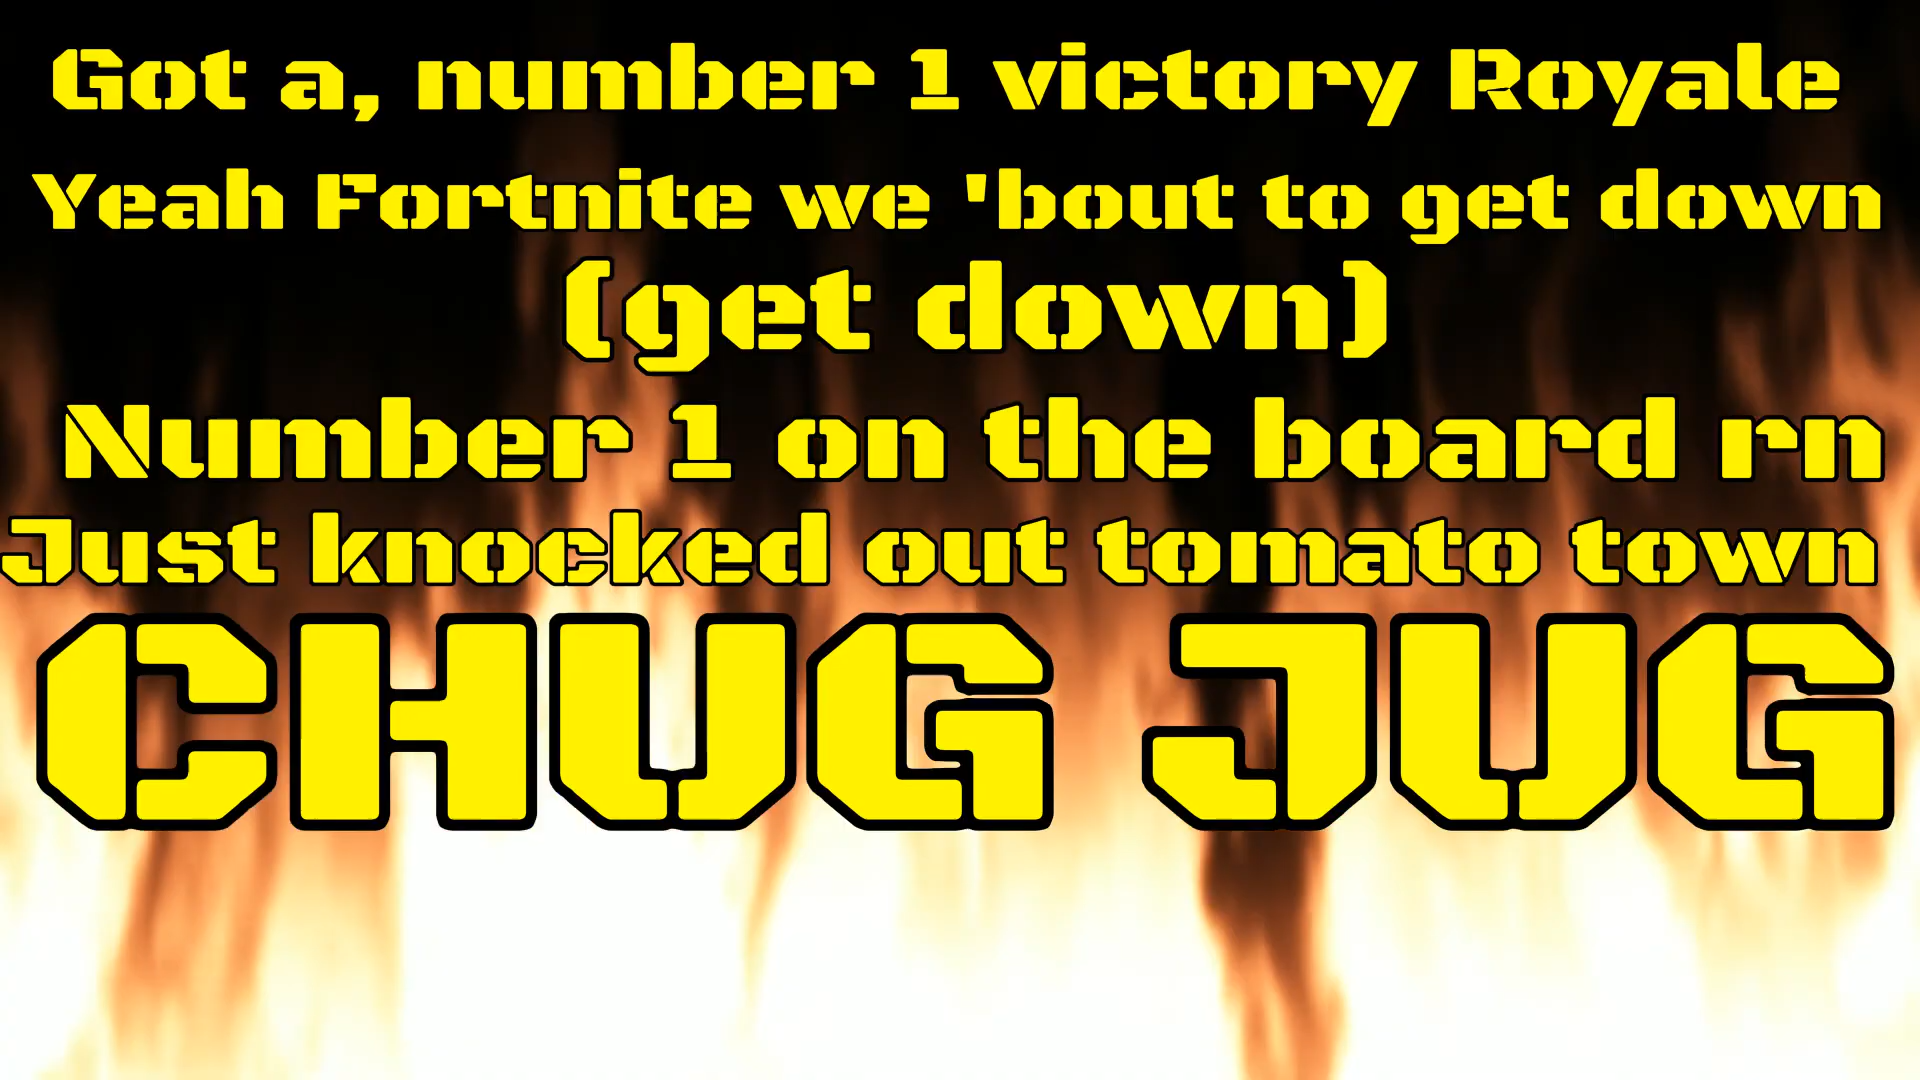 Got a, number 1 victory Royale
Yeah Fortnite we 'bout to get down
(get down)
Number 1 on the board rn
Just knocked out tomato town
CHUG JUG